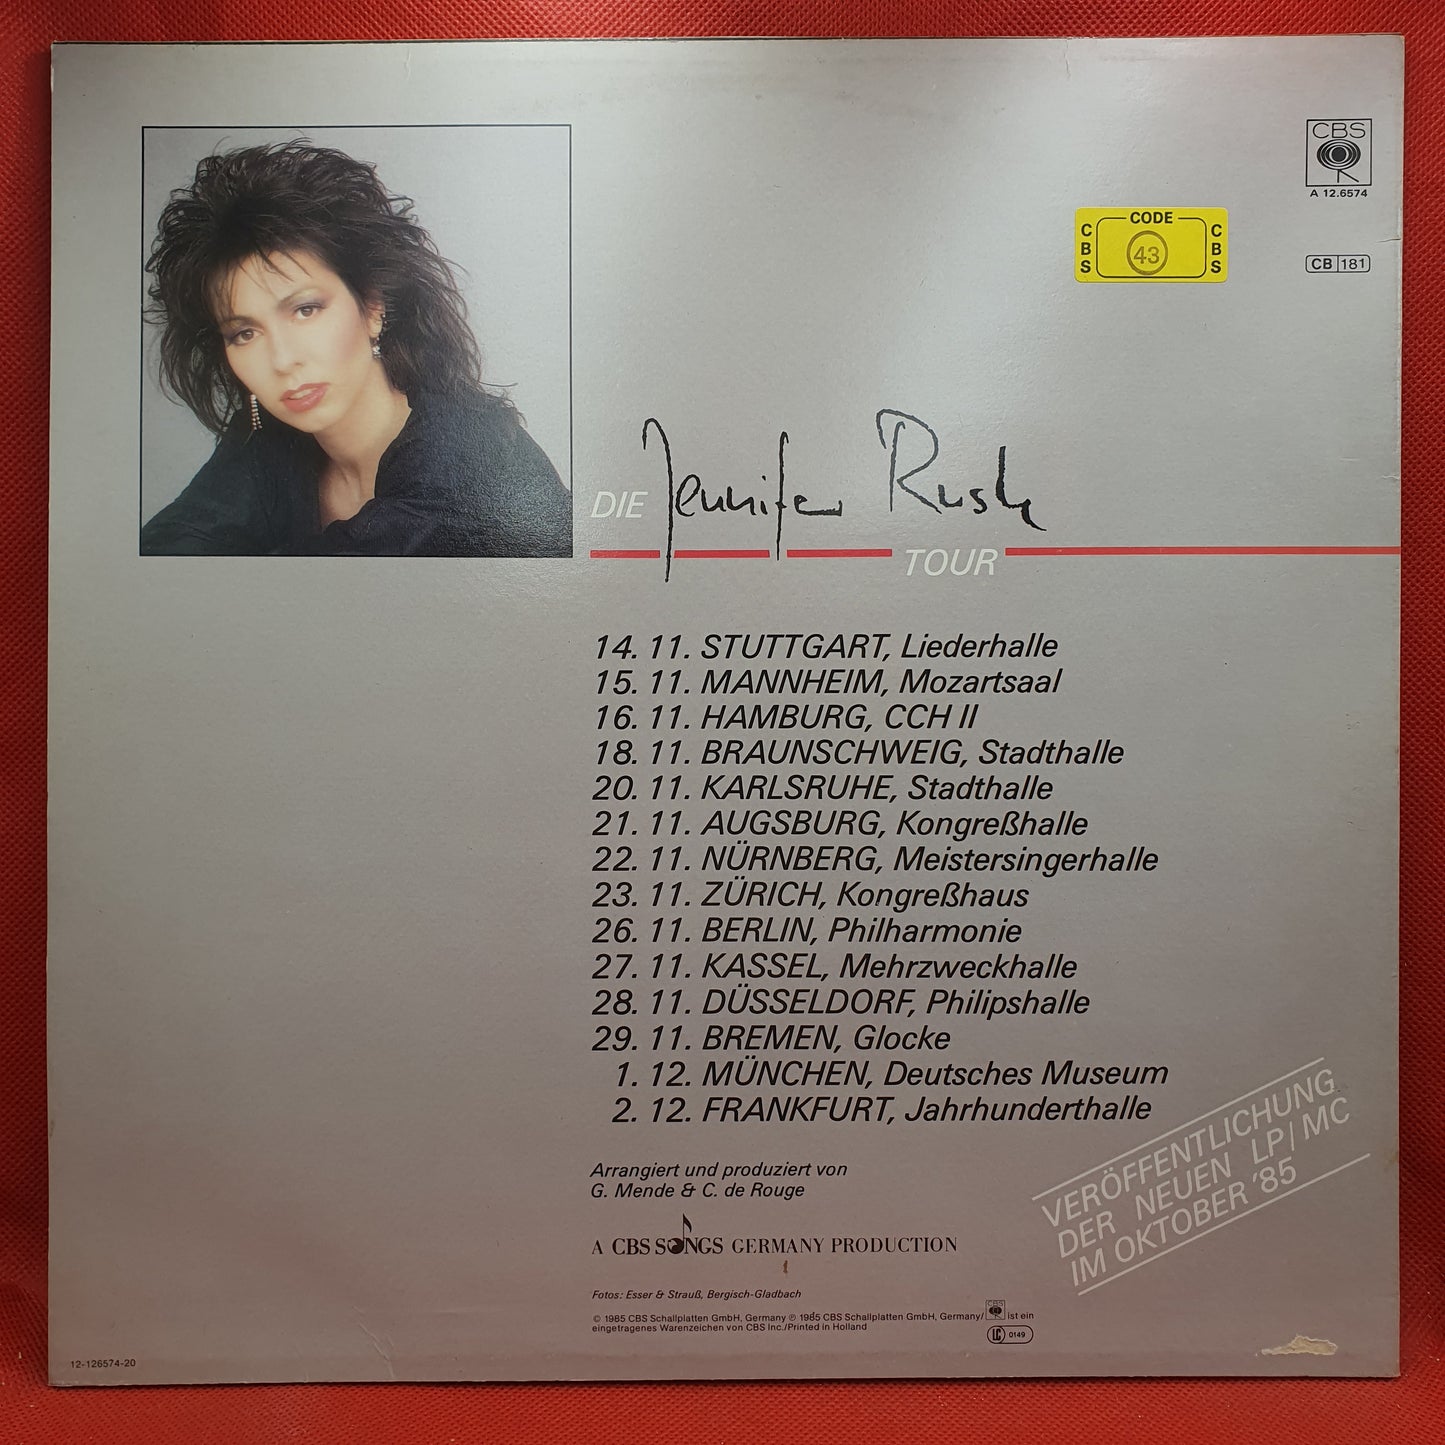 CBS
A 12.6574
CODE
CBS 43 CBS
CB 181
DIE Jennifer Rush
TOUR
14. 11. STUTTGART, Liederhalle
15. 11. MANNHEIM, Mozartsaal
16. 11. HAMBURG, CCH II
18. 11. BRAUNSCHWEIG, Stadthalle
20. 11. KARLSRUHE, Stadthalle
21. 11. AUGSBURG, Kongreßhalle
22. 11. NÜRNBERG, Meistersingerhalle
23. 11. ZÜRICH, Kongreßhaus
26. 11. BERLIN, Philharmonie
27. 11. KASSEL, Mehrzweckhalle
28. 11. DÜSSELDORF, Philipshalle
29. 11. BREMEN, Glocke
1. 12. MÜNCHEN, Deutsches Museum
2. 12. FRANKFURT, Jahrhunderthalle
VERÖFFENTLICHUNG
DER NEUEN LP/MC
IM OKTOBER '85
Arrangiert und produziert von
G. Mende & C. de Rouge
A CBS SONGS GERMANY PRODUCTION
Fotos: Esser & Strauß, Bergisch-Gladbach
© 1985 CBS Schallplatten GmbH, Germany ℗ 1985 CBS Schallplatten GmbH, Germany/ CBS ist ein
eingetragenes Warenzeichen von CBS Inc./Printed in Holland
LC 0149
12-126574-20